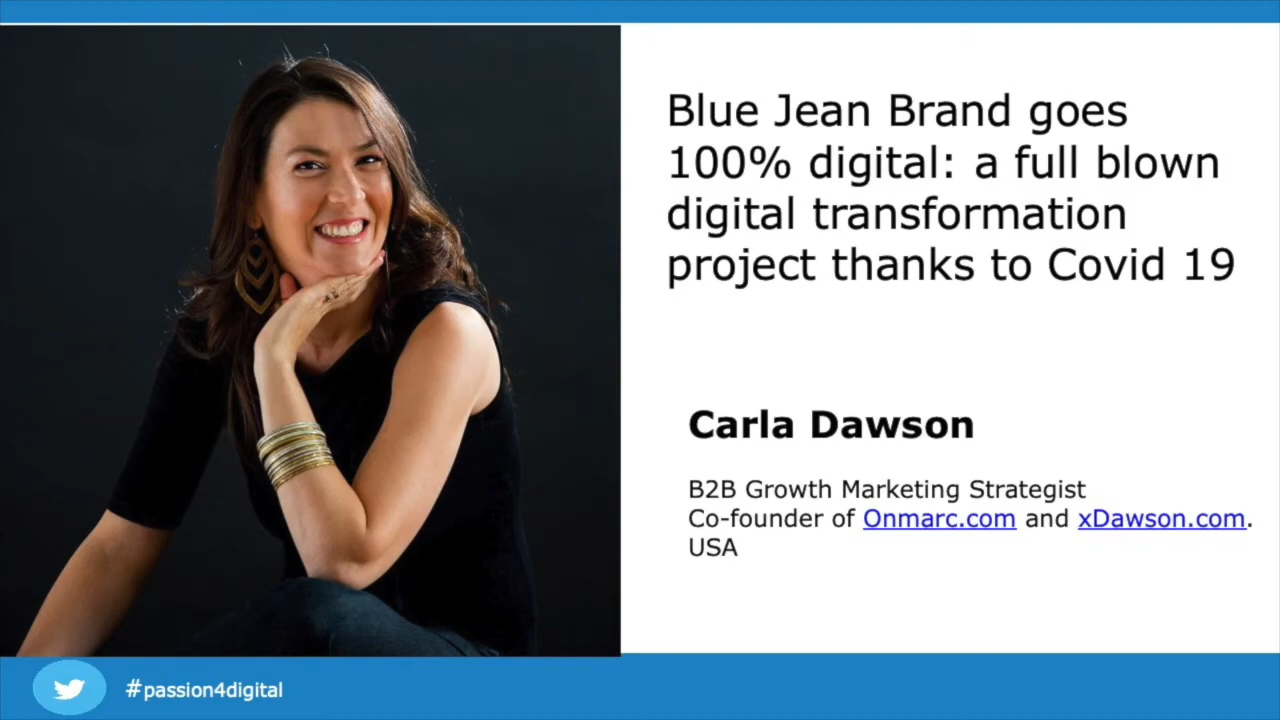 Blue Jean Brand goes
100% digital: a full blown
digital transformation
project thanks to Covid 19
Carla Dawson
B2B Growth Marketing Strategist
Co-founder of Onmarc.com and xDawson.com.
USA
#passion4digital